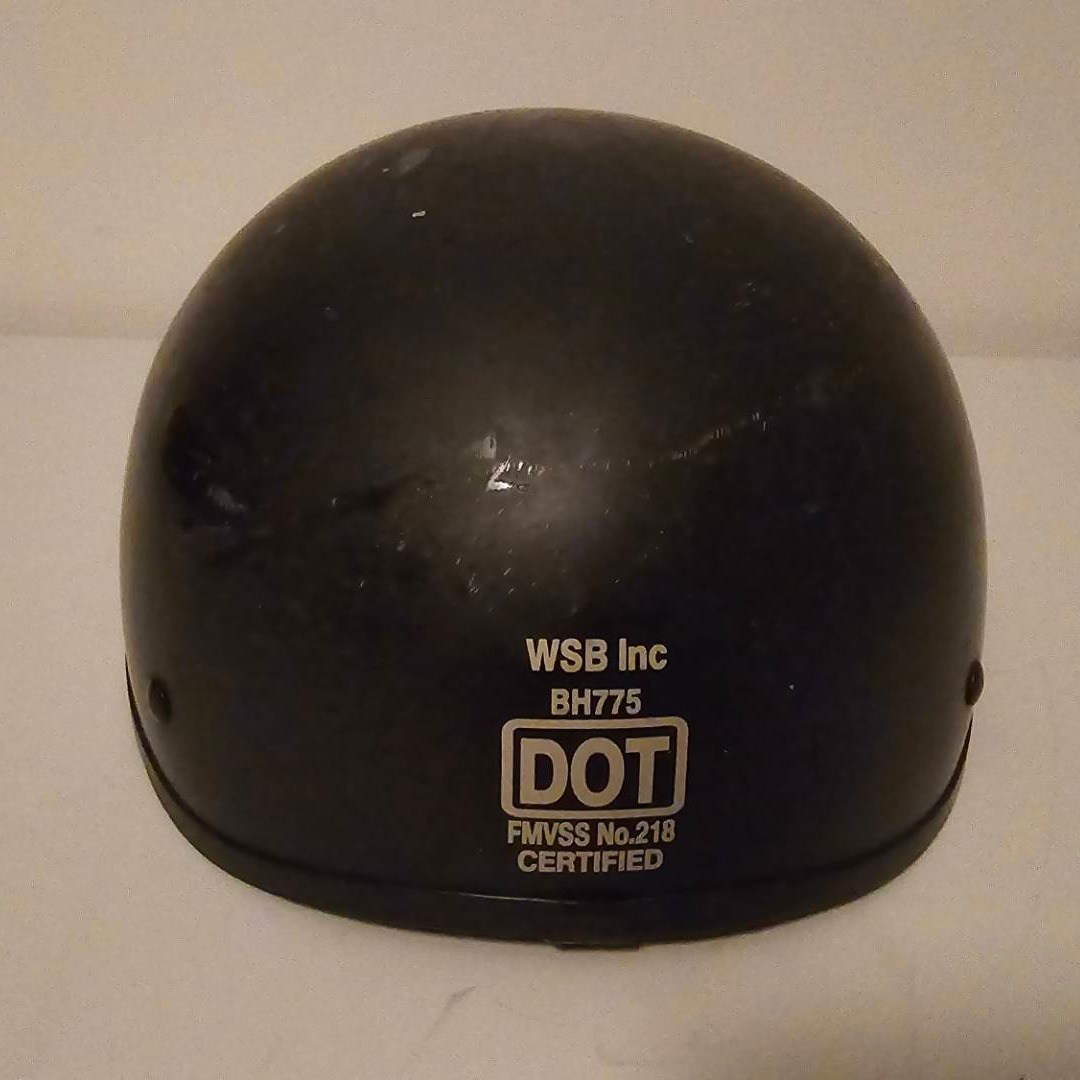 WSB Inc
BH775
DOT
FMVSS No.218
CERTIFIED